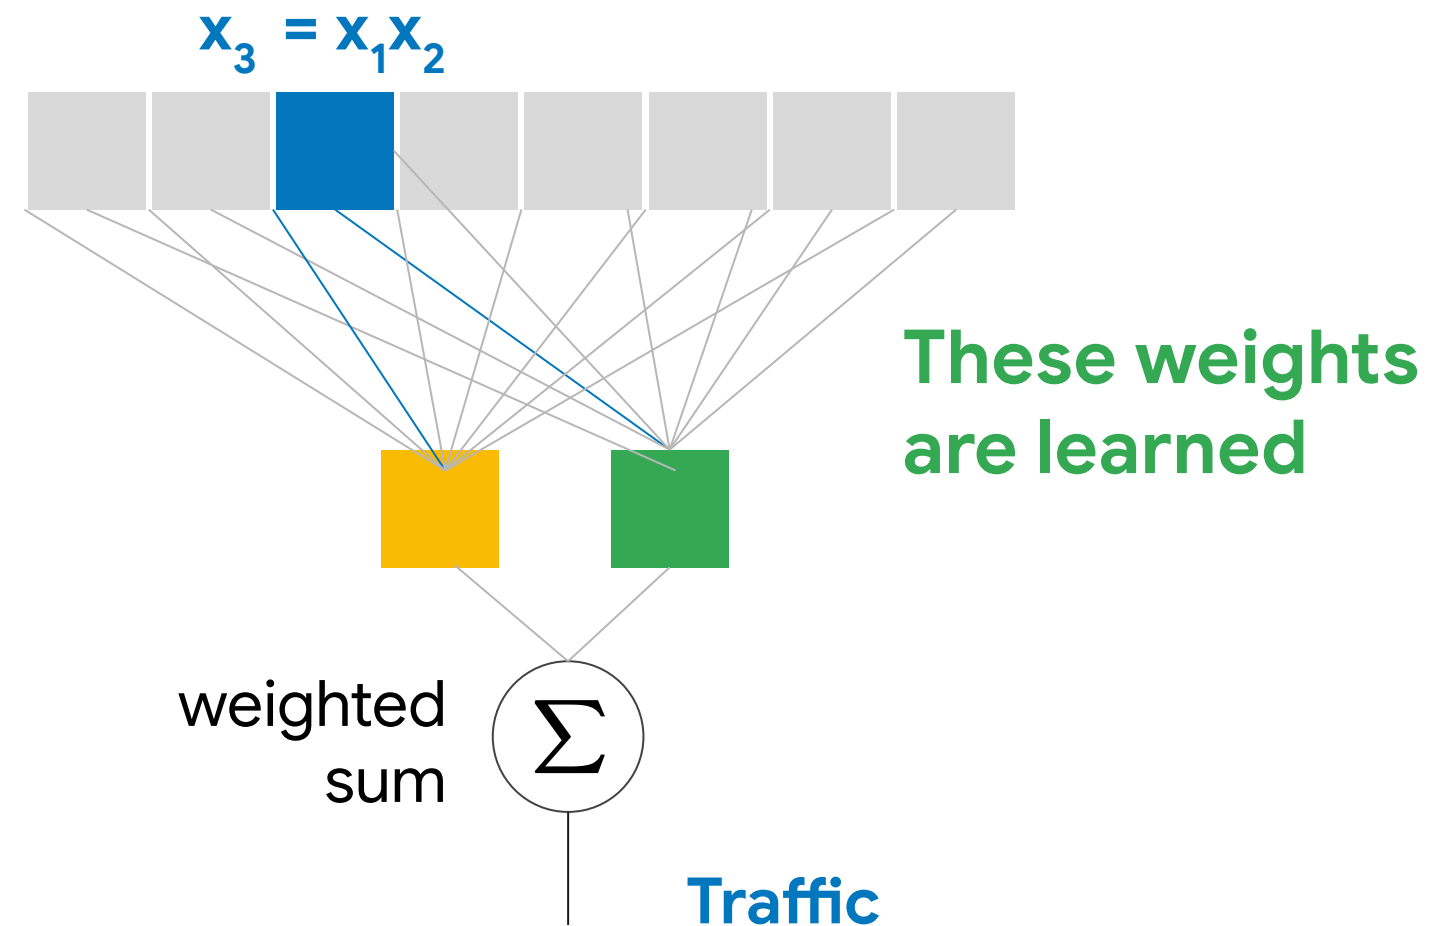 x₃ = x₁x₂
These weights
are learned
weighted
sum
Σ
Traffic